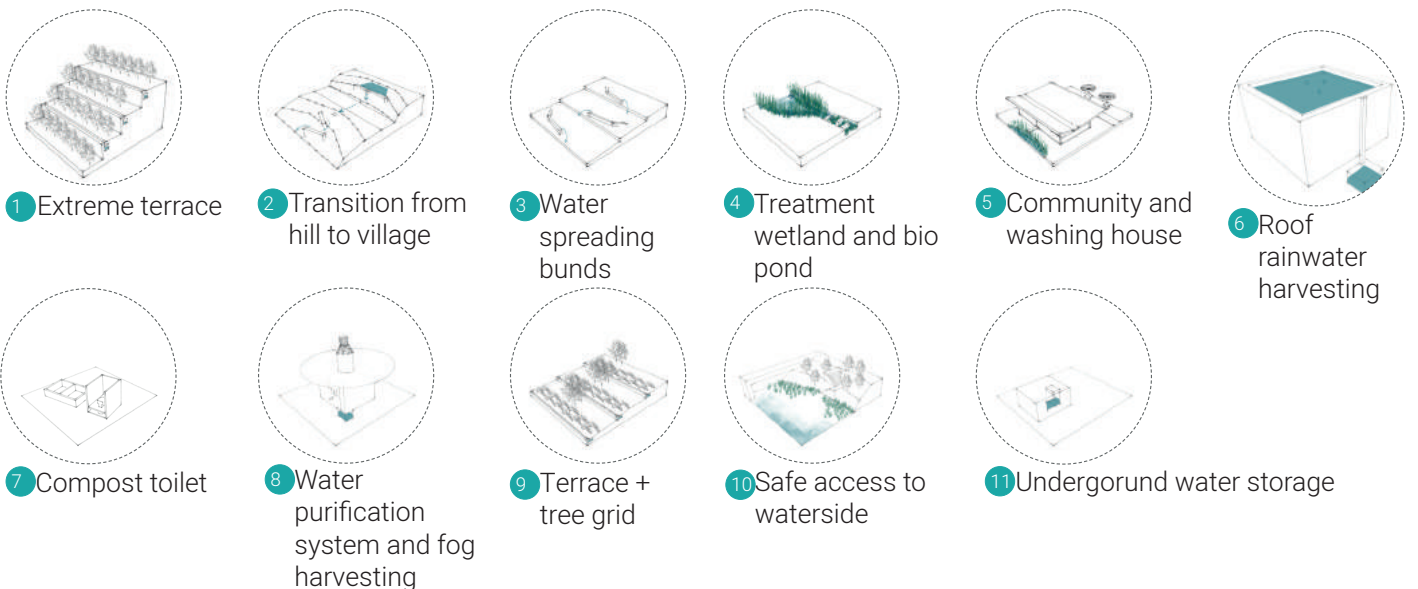 1 Extreme terrace
2 Transition from
hill to village
3 Water
spreading
bunds
4 Treatment
wetland and bio
pond
5 Community and
washing house
6 Roof
rainwater
harvesting
7 Compost toilet
8 Water
purification
system and fog
harvesting
9 Terrace +
tree grid
10 Safe access to
waterside
11 Undergorund water storage